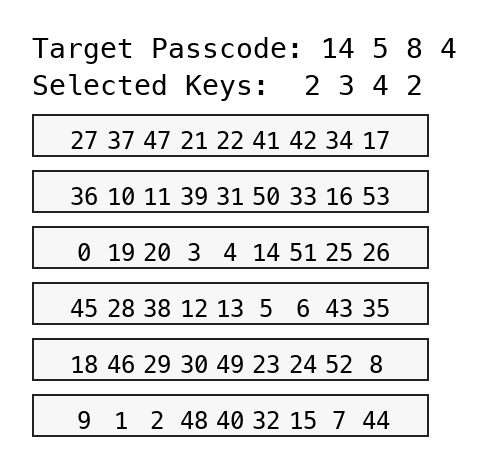 Target Passcode: 14 5 8 4
Selected Keys: 2 3 4 2
27 37 47 21 22 41 42 34 17
36 10 11 39 31 50 33 16 53
0 19 20 3 4 14 51 25 26
45 28 38 12 13 5 6 43 35
18 46 29 30 49 23 24 52 8
9 1 2 48 40 32 15 7 44